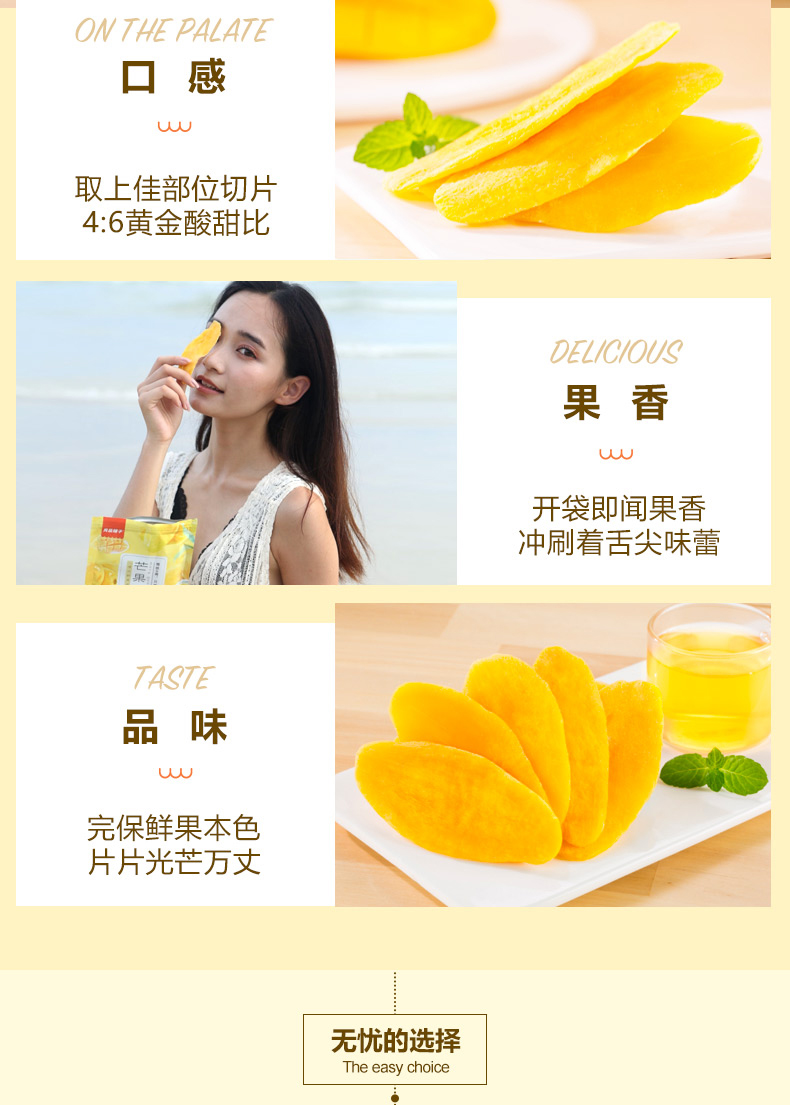 ON THE PALATE
口 感
取上佳部位切片
4:6黄金酸甜比
DELICIOUS
果 香
开袋即闻果香
冲刷着舌尖味蕾
芒果
TASTE
品 味
完保鲜果本色
片片光芒万丈
无忧的选择
The easy choice